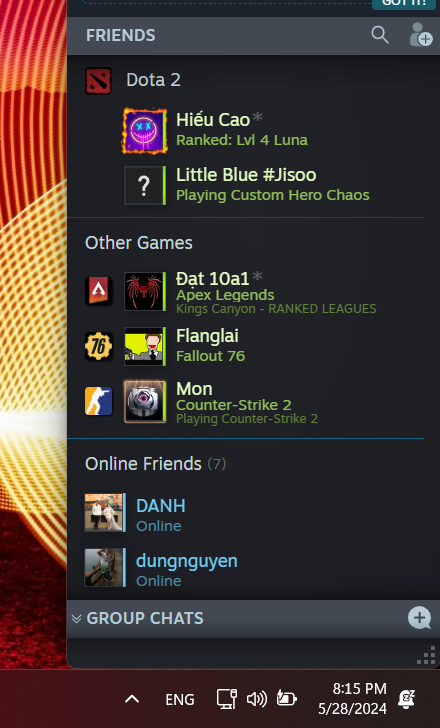 GOT IT!
FRIENDS
Dota 2
Hiếu Cao *
Ranked: Lvl 4 Luna
?
Little Blue #Jisoo
Playing Custom Hero Chaos
Other Games
Đạt 10a1 *
Apex Legends
Kings Canyon - RANKED LEAGUES
76
Flanglai
Fallout 76
Mon
Counter-Strike 2
Playing Counter-Strike 2
Online Friends (7)
DANH
Online
dungnguyen
Online
GROUP CHATS
ENG
8:15 PM
5/28/2024